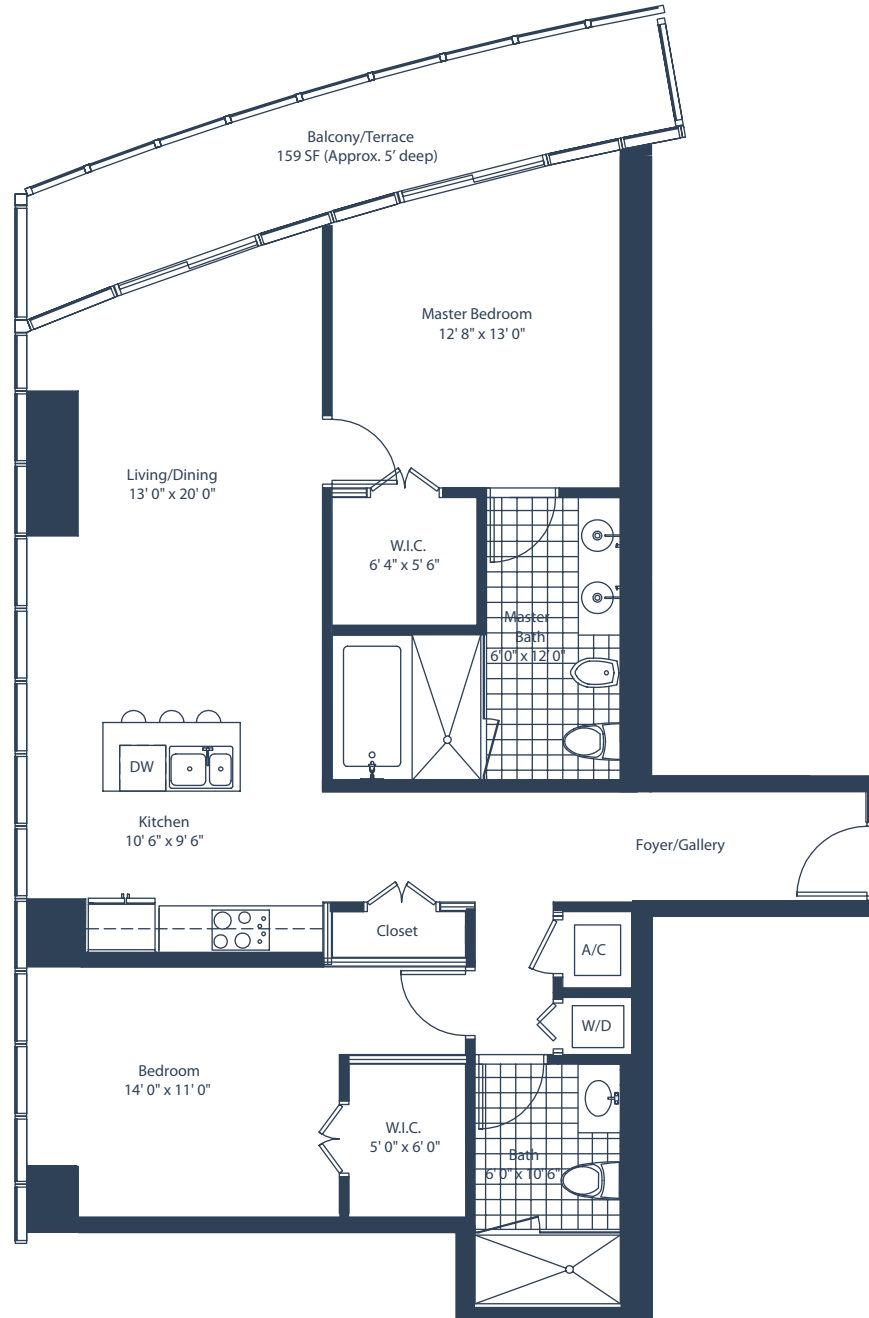 Balcony/Terrace
159 SF (Approx. 5’ deep)
Master Bedroom
12' 8" x 13' 0"
Living/Dining
13' 0" x 20' 0"
W.I.C.
6' 4" x 5' 6"
Master
Bath
6'0" x 12'0"
DW
Kitchen
10' 6" x 9' 6"
Foyer/Gallery
Closet
A/C
W/D
Bedroom
14' 0" x 11' 0"
W.I.C.
5' 0" x 6' 0"
Bath
6' 0" x 10' 6"